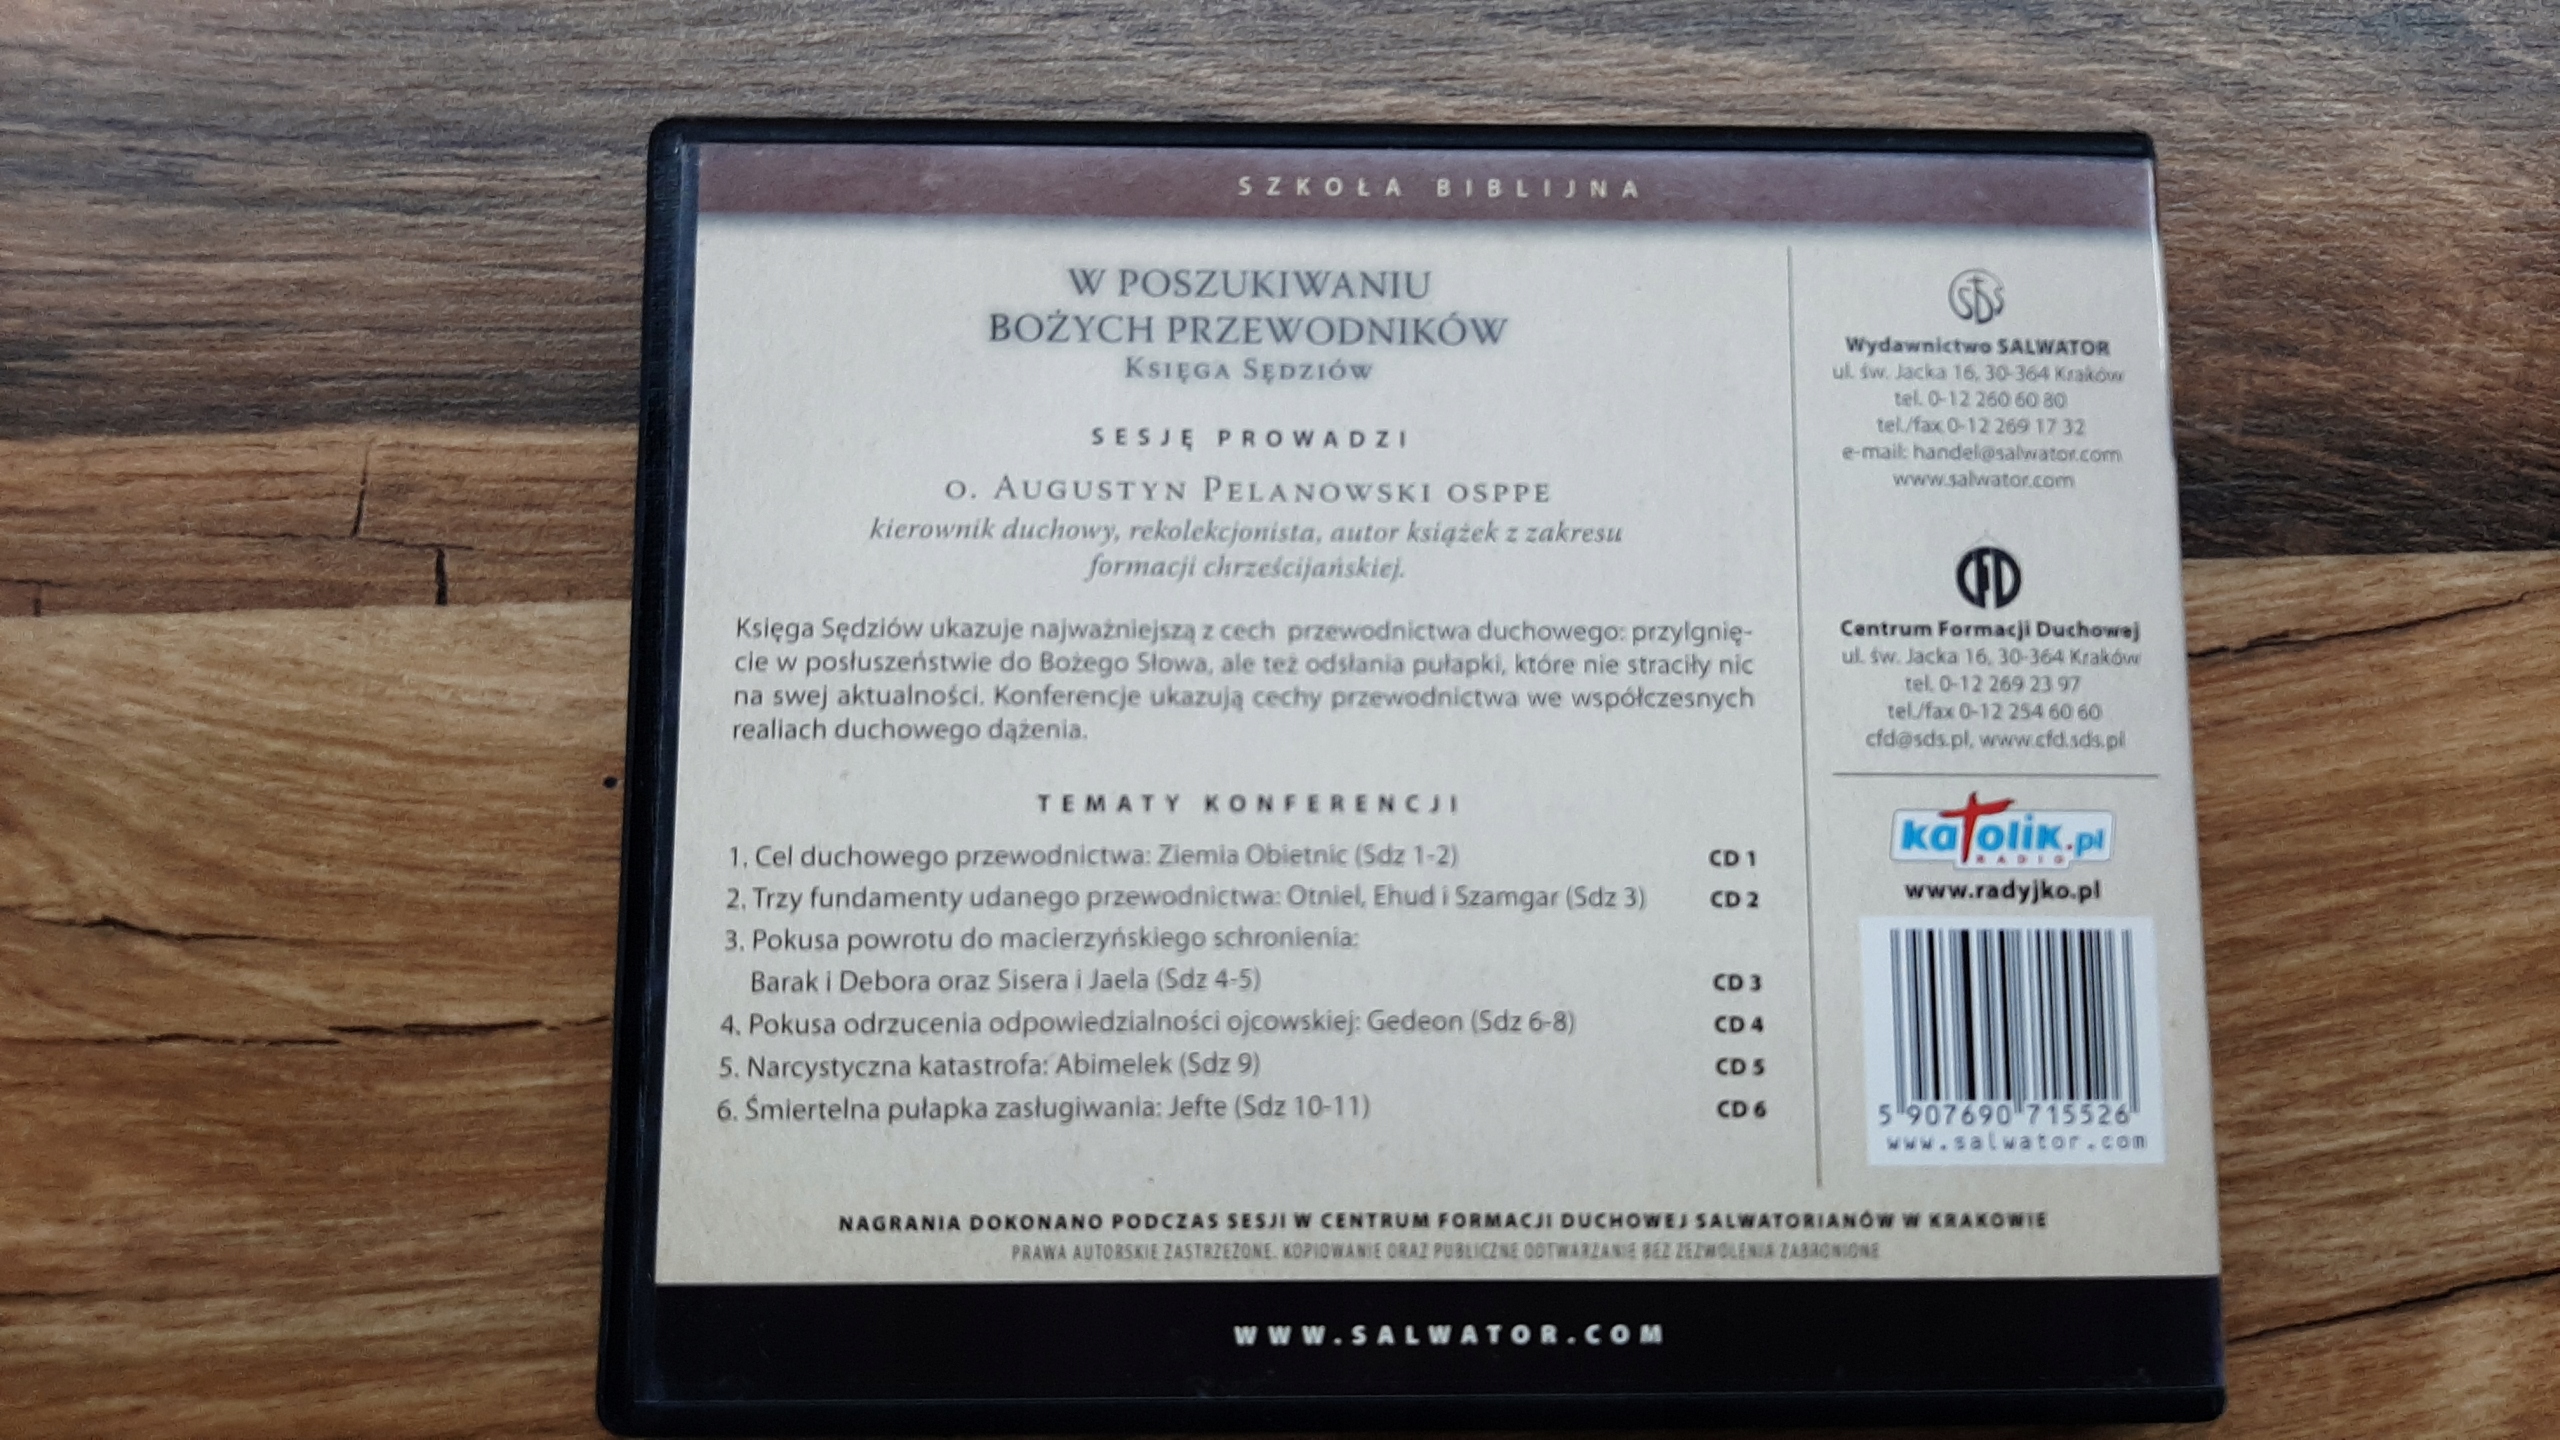 SZKOŁA BIBLIJNA
W POSZUKIWANIU
BOŻYCH PRZEWODNIKÓW
KSIĘGA SĘDZIÓW
SESJĘ PROWADZI
O. AUGUSTYN PELANOWSKI OSPPE
kierownik duchowy, rekolekcjonista, autor książek z zakresu
formacji chrześcijańskiej.
Księga Sędziów ukazuje najważniejszą z cech przewodnictwa duchowego: przylgnię-
cie w posłuszeństwie do Bożego Słowa, ale też odsłania pułapki, które nie straciły nic
na swej aktualności. Konferencje ukazują cechy przewodnictwa we współczesnych
realiach duchowego dążenia.
TEMATY KONFERENCJI
1. Cel duchowego przewodnictwa: Ziemia Obietnic (Sdz 1-2) CD 1
2. Trzy fundamenty udanego przewodnictwa: Otniel, Ehud i Szamgar (Sdz 3) CD 2
3. Pokusa powrotu do macierzyńskiego schronienia:
Barak i Debora oraz Sisera i Jaela (Sdz 4-5) CD 3
4. Pokusa odrzucenia odpowiedzialności ojcowskiej: Gedeon (Sdz 6-8) CD 4
5. Narcystyczna katastrofa: Abimelek (Sdz 9) CD 5
6. Śmiertelna pułapka zasługiwania: Jefte (Sdz 10-11) CD 6
SDS
Wydawnictwo SALWATOR
ul. św. Jacka 16, 30-364 Kraków
tel. 0-12 260 60 80
tel./fax 0-12 269 17 32
e-mail: handel@salwator.com
www.salwator.com
CFD
Centrum Formacji Duchowej
ul. św. Jacka 16, 30-364 Kraków
tel. 0-12 269 23 97
tel./fax 0-12 254 60 60
cfd@sds.pl, www.cfd.sds.pl
katolik.pl
RADIO
www.radyjko.pl
5 907690 715526
www.salwator.com
NAGRANIA DOKONANO PODCZAS SESJI W CENTRUM FORMACJI DUCHOWEJ SALWATORIANÓW W KRAKOWIE
PRAWA AUTORSKIE ZASTRZEŻONE. KOPIOWANIE ORAZ PUBLICZNE ODTWARZANIE BEZ ZEZWOLENIA ZABRONIONE
WWW.SALWATOR.COM